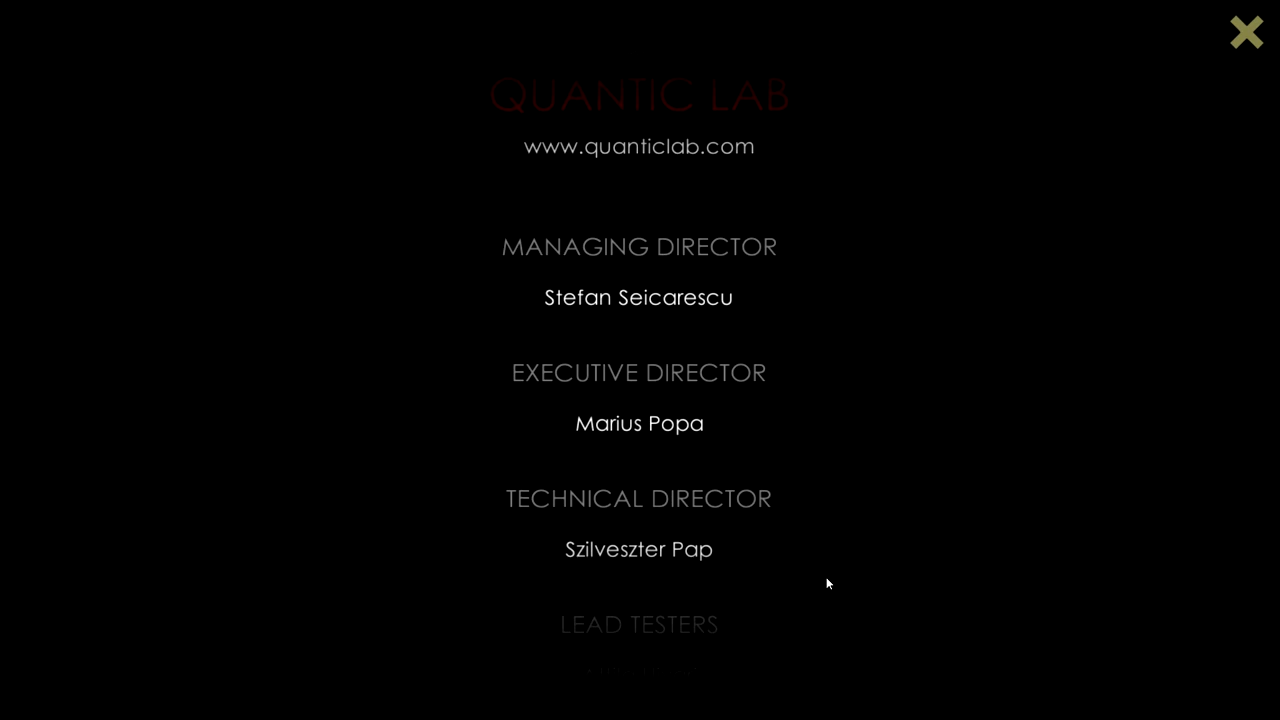 QUANTIC LAB
www.quanticlab.com
MANAGING DIRECTOR
Stefan Seicarescu
EXECUTIVE DIRECTOR
Marius Popa
TECHNICAL DIRECTOR
Szilveszter Pap
LEAD TESTERS